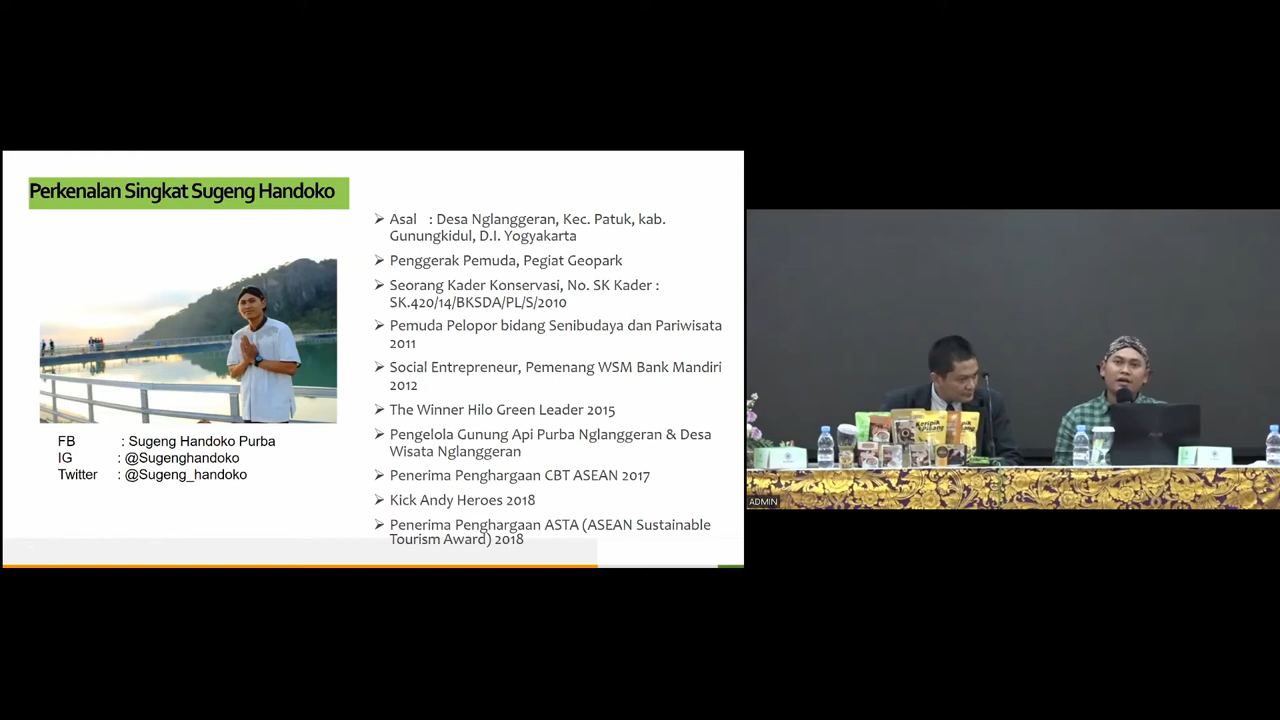 Perkenalan Singkat Sugeng Handoko
FB : Sugeng Handoko Purba
IG : @Sugenghandoko
Twitter : @Sugeng_handoko
Asal : Desa Nglanggeran, Kec. Patuk, kab.
Gunungkidul, D.I. Yogyakarta
Penggerak Pemuda, Pegiat Geopark
Seorang Kader Konservasi, No. SK Kader :
SK.420/14/BKSDA/PL/S/2010
Pemuda Pelopor bidang Senibudaya dan Pariwisata
2011
Social Entrepreneur, Pemenang WSM Bank Mandiri
2012
The Winner Hilo Green Leader 2015
Pengelola Gunung Api Purba Nglanggeran & Desa
Wisata Nglanggeran
Penerima Penghargaan CBT ASEAN 2017
Kick Andy Heroes 2018
Penerima Penghargaan ASTA (ASEAN Sustainable
Tourism Award) 2018
Keripik
Pisang
ADMIN